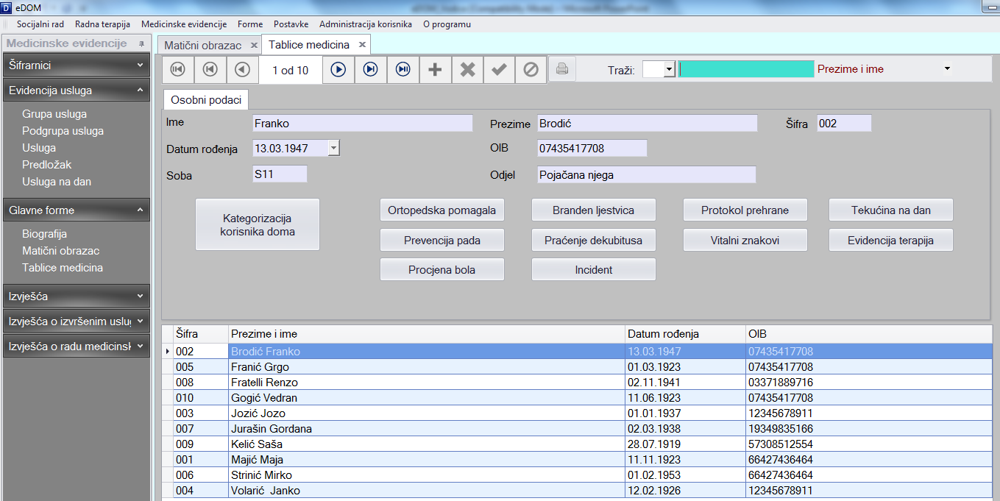 D eDOM
Socijalni rad Radna terapija Medicinske evidencije Forme Postavke Administracija korisnika O programu
Medicinske evidencije
Matični obrazac Tablice medicina
Šifrarnici
1 od 10 Traži: Prezime i ime
Evidencija usluga
Grupa usluga
Podgrupa usluga
Usluga
Predložak
Usluga na dan
Glavne forme
Biografija
Matični obrazac
Tablice medicina
Izvješća
Izvješća o izvršenim uslug
Izvješća o radu medicinsk
Osobni podaci
Ime Franko Prezime Brodić Šifra 002
Datum rođenja 13.03.1947 OIB 07435417708
Soba S11 Odjel Pojačana njega
Kategorizacija
korisnika doma
Ortopedska pomagala Branden ljestvica Protokol prehrane Tekućina na dan
Prevencija pada Praćenje dekubitusa Vitalni znakovi Evidencija terapija
Procjena bola Incident
Šifra Prezime i ime Datum rođenja OIB
002 Brodić Franko 13.03.1947 07435417708
005 Franić Grgo 01.03.1923 07435417708
008 Fratelli Renzo 02.11.1941 03371889716
010 Gogić Vedran 11.06.1923 07435417708
003 Jozić Jozo 01.01.1937 12345678911
007 Jurašin Gordana 02.03.1938 19349835166
009 Kelić Saša 28.07.1919 57308512554
001 Majić Maja 11.11.1923 66427436464
006 Strinić Mirko 01.02.1953 66427436464
004 Volarić Janko 12.02.1926 12345678911